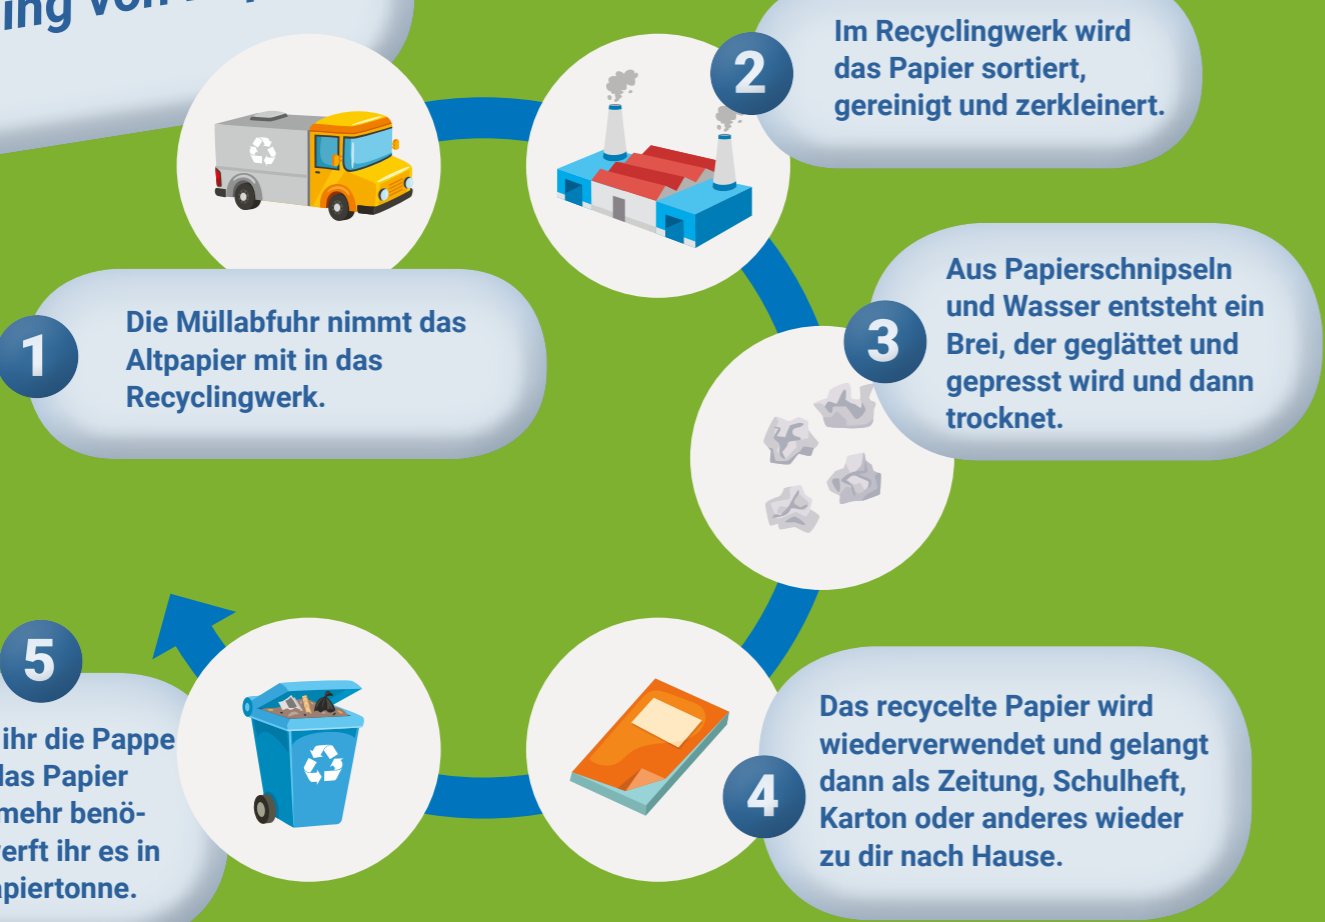 von
1
Die Müllabfuhr nimmt das
Altpapier mit in das
Recyclingwerk.
2
Im Recyclingwerk wird
das Papier sortiert,
gereinigt und zerkleinert.
3
Aus Papierschnipseln
und Wasser entsteht ein
Brei, der geglättet und
gepresst wird und dann
trocknet.
4
Das recycelte Papier wird
wiederverwendet und gelangt
dann als Zeitung, Schulheft,
Karton oder anderes wieder
zu dir nach Hause.
5
ihr die Pappe
das Papier
mehr benö-
werft ihr es in
apiertonne.